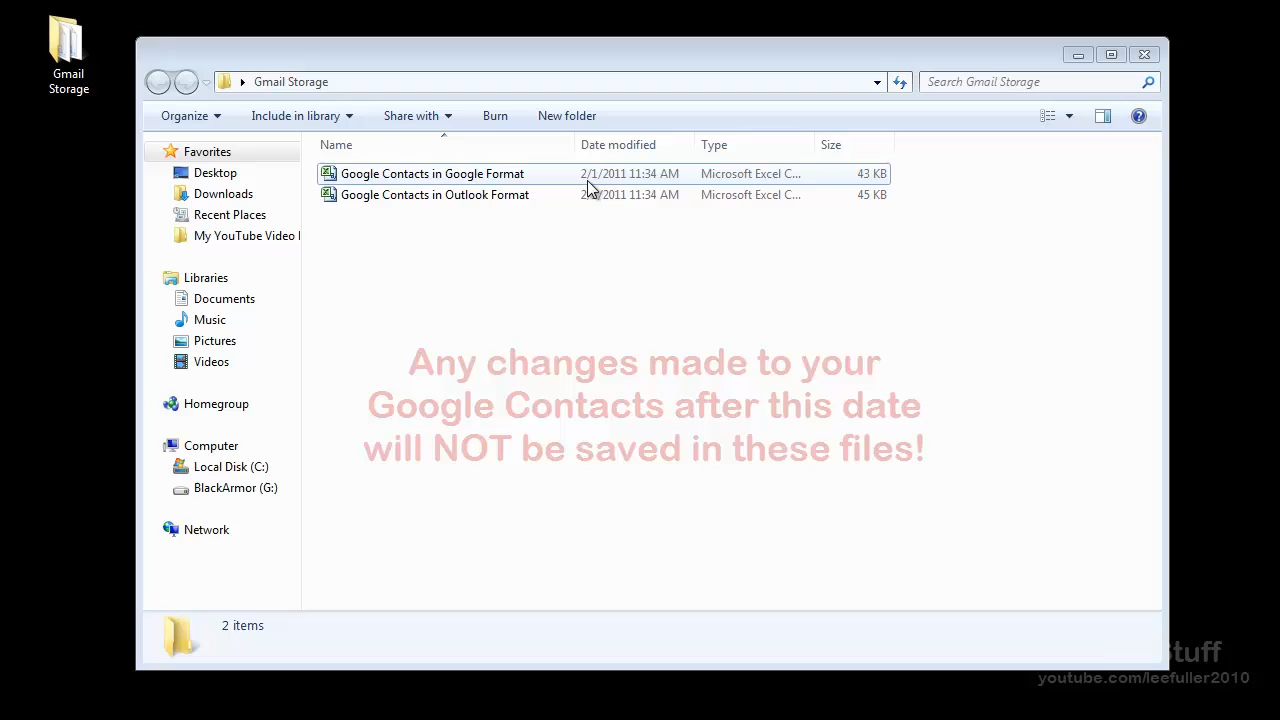 Gmail
Storage
Gmail Storage
Search Gmail Storage
Organize Include in library Share with Burn New folder
Name Date modified Type Size
Favorites
Desktop
Downloads
Recent Places
My YouTube Video
Libraries
Documents
Music
Pictures
Videos
Homegroup
Computer
Local Disk (C:)
BlackArmor (G:)
Network
Google Contacts in Google Format 2/1/2011 11:34 AM Microsoft Excel C... 43 KB
Google Contacts in Outlook Format 11:34 AM Microsoft Excel C... 45 KB
Any changes made to your
Google Contacts after this date
will NOT be saved in these files!
2 items
Stuff
youtube.com/leefuller2010